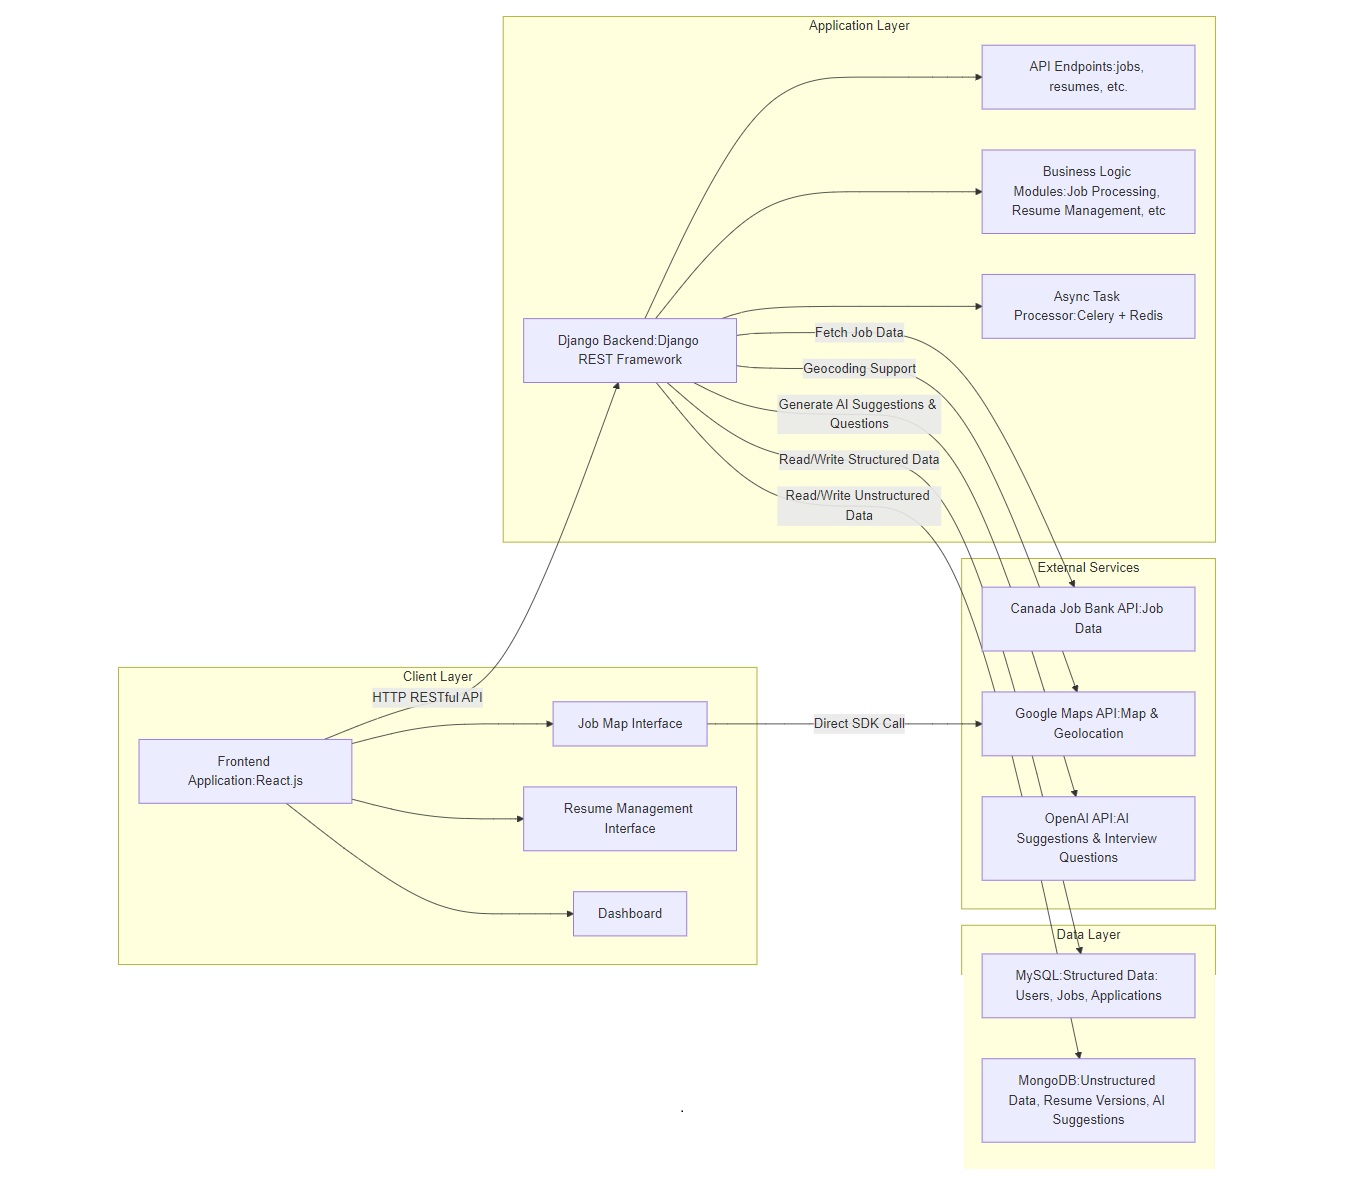 Application Layer
API Endpoints:jobs,
resumes, etc.
Business Logic
Modules:Job Processing,
Resume Management, etc
Async Task
Processor:Celery + Redis
Django Backend:Django
REST Framework
Fetch Job Data
Geocoding Support
Generate AI Suggestions &
Questions
Read/Write Structured Data
Read/Write Unstructured
Data
External Services
Canada Job Bank API:Job
Data
Google Maps API:Map &
Geolocation
OpenAI API:AI
Suggestions & Interview
Questions
Client Layer
HTTP RESTful API
Job Map Interface
Direct SDK Call
Frontend
Application:React.js
Resume Management
Interface
Dashboard
Data Layer
MySQL:Structured Data:
Users, Jobs, Applications
MongoDB:Unstructured
Data, Resume Versions, AI
Suggestions
.